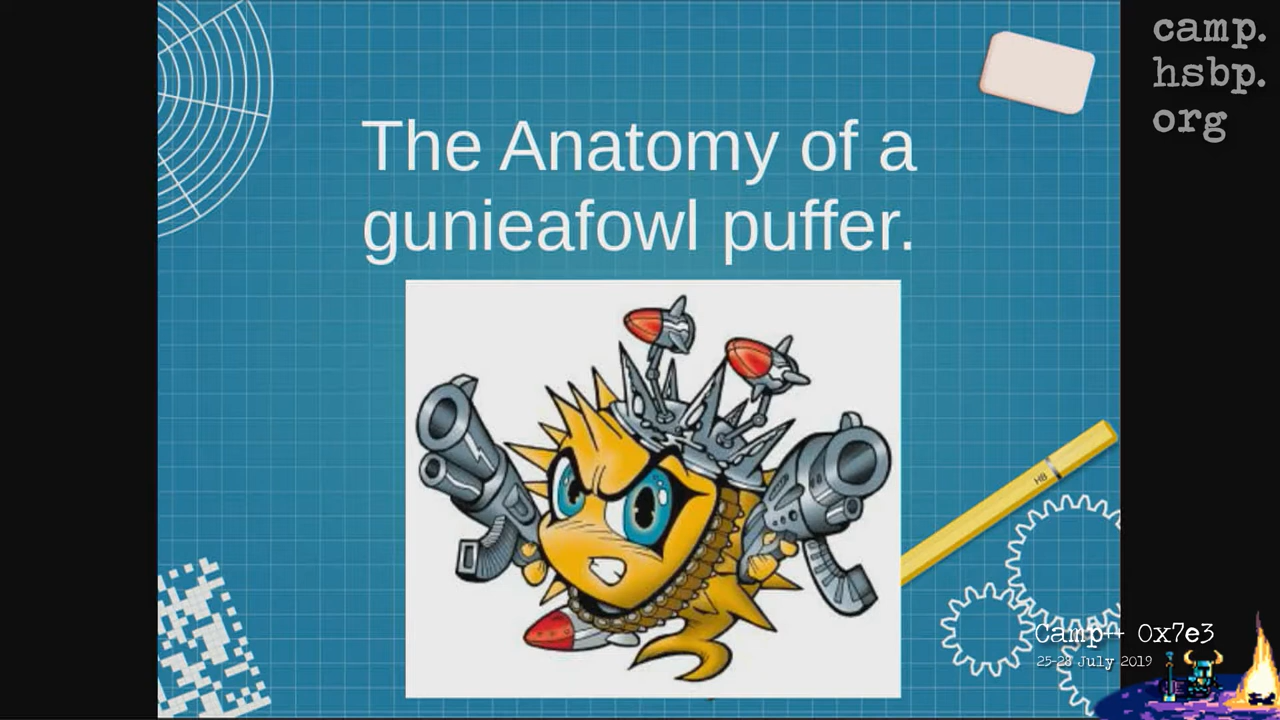 camp.
hsbp.
org
The Anatomy of a
gunieafowl puffer.
HB
Camp++ 0x7e3
25-28 July 2019